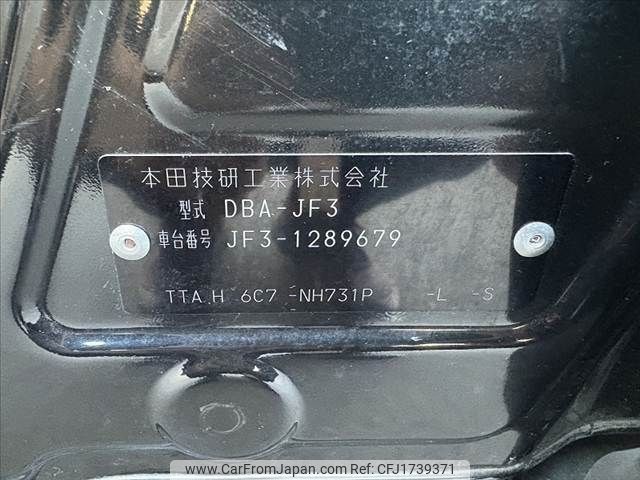 本田技研工業株式会社
型式 DBA-JF3
車台番号 JF3-1289679
TTA H 6C7 -NH731P -L -S
www.CarFromJapan.com - Ref ID: CFJ1739371